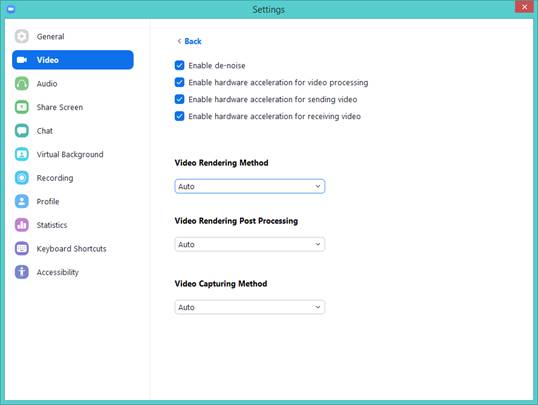 Settings
General
Video
Audio
Share Screen
Chat
Virtual Background
Recording
Profile
Statistics
Keyboard Shortcuts
Accessibility
Back
Enable de-noise
Enable hardware acceleration for video processing
Enable hardware acceleration for sending video
Enable hardware acceleration for receiving video
Video Rendering Method
Auto
Video Rendering Post Processing
Auto
Video Capturing Method
Auto